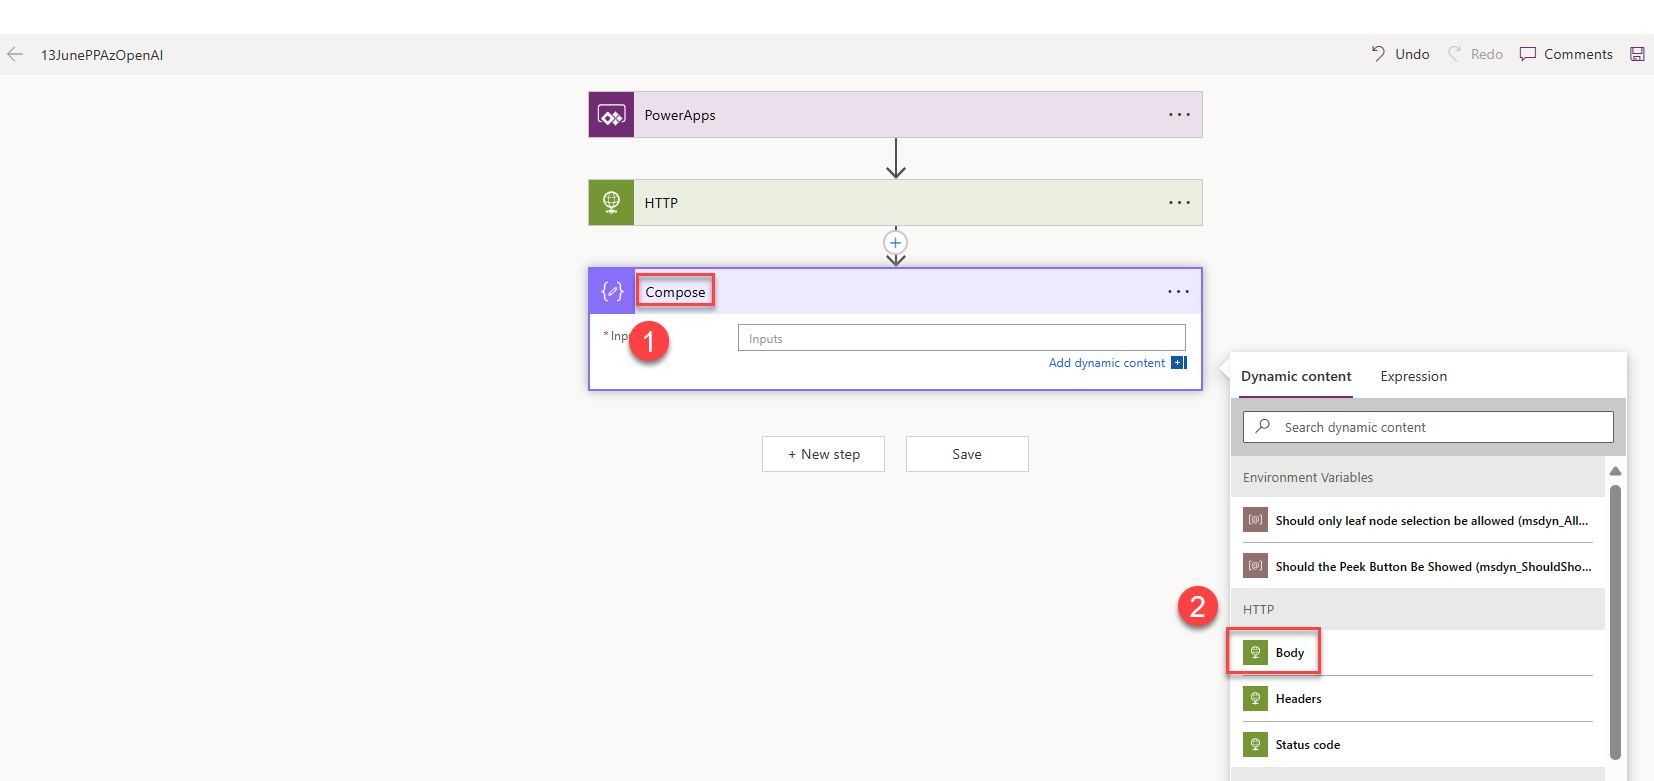 13JunePPAzOpenAI
Undo
Redo
Comments
PowerApps
HTTP
Compose
1
* Inp
Inputs
Add dynamic content
Dynamic content
Expression
Search dynamic content
+ New step
Save
Environment Variables
Should only leaf node selection be allowed (msdyn_All...
Should the Peek Button Be Showed (msdyn_ShouldSho...
2
HTTP
Body
Headers
Status code